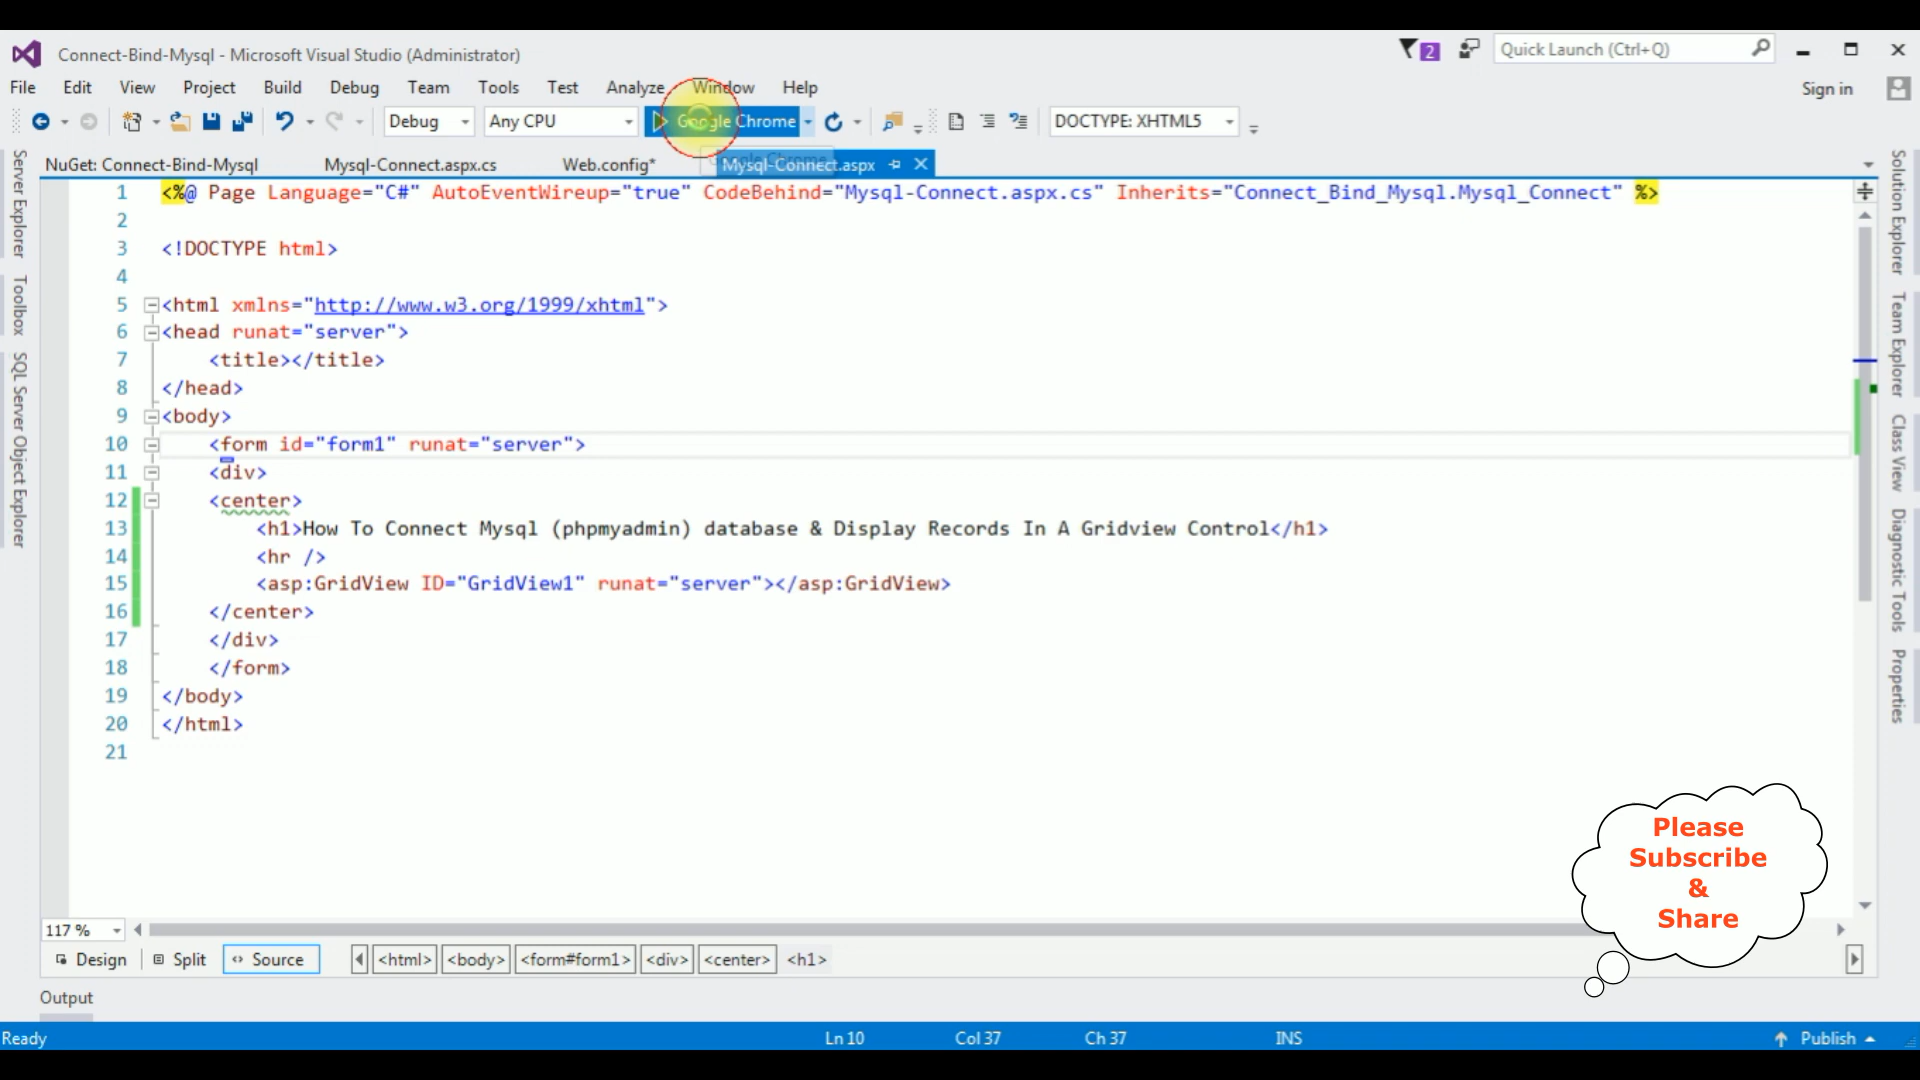 Connect-Bind-Mysql - Microsoft Visual Studio (Administrator)
2
Quick Launch (Ctrl+Q)
File Edit View Project Build Debug Team Tools Test Analyze Window Help
Sign in
Debug Any CPU Google Chrome DOCTYPE: XHTML5
NuGet: Connect-Bind-Mysql Mysql-Connect.aspx.cs Web.config* Mysql-Connect.aspx
Server Explorer
Toolbox
SQL Server Object Explorer
1 <%@ Page Language="C#" AutoEventWireup="true" CodeBehind="Mysql-Connect.aspx.cs" Inherits="Connect_Bind_Mysql.Mysql_Connect" %>
2
3 <!DOCTYPE html>
4
5 <html xmlns="http://www.w3.org/1999/xhtml">
6 <head runat="server">
7 <title></title>
8 </head>
9 <body>
10 <form id="form1" runat="server">
11 <div>
12 <center>
13 <h1>How To Connect Mysql (phpmyadmin) database & Display Records In A Gridview Control</h1>
14 <hr />
15 <asp:GridView ID="GridView1" runat="server"></asp:GridView>
16 </center>
17 </div>
18 </form>
19 </body>
20 </html>
21
Solution Explorer
Team Explorer
Class View
Diagnostic Tools
Properties
Please
Subscribe
&
Share
117 %
Design Split Source <html> <body> <form#form1> <div> <center> <h1>
Output
Ready Ln 10 Col 37 Ch 37 INS Publish